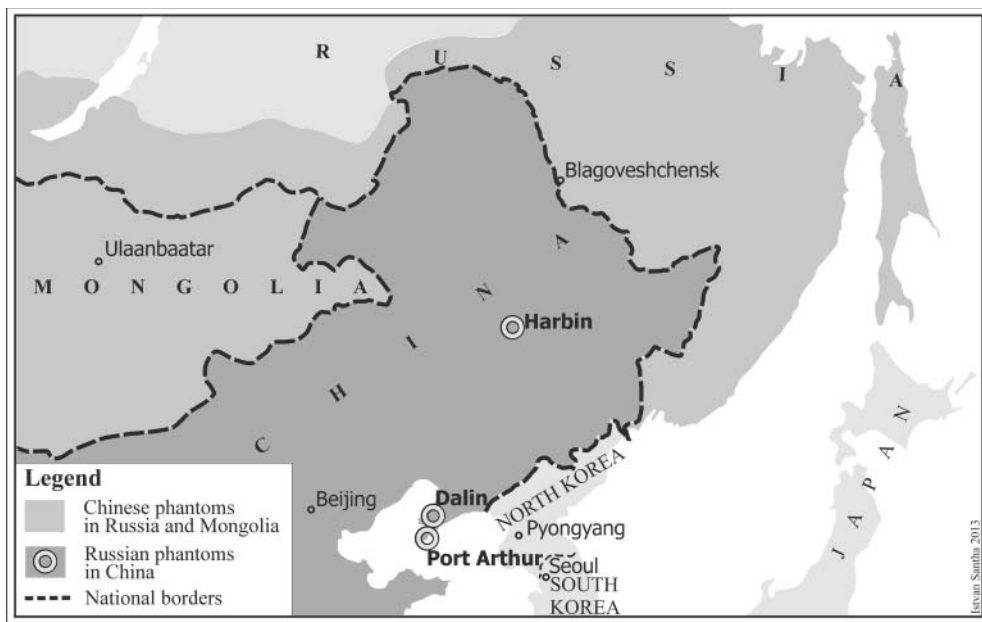 R U S S I A
Blagoveshchensk
Ulaanbaatar
M O N G O L I A
C H I N A
Harbin
J A P A N
Legend
Chinese phantoms
in Russia and Mongolia
Russian phantoms
in China
National borders
Beijing
Dalin
NORTH KOREA
Pyongyang
Port Arthur
Seoul
SOUTH
KOREA
Istvan Santha 2013